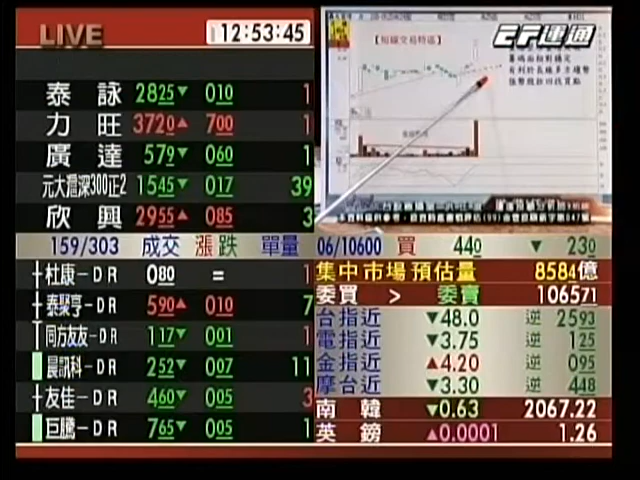 LIVE 12:53:45
EF運通
【短線交易特區】
泰詠 2825▼ 010 1
力旺 3720▲ 700 1
廣達 579▼ 060 1
元大滬深300正2 1545▼ 017 39
欣興 2955▲ 085 3
159/303 成交 漲跌 單量
06/10600 買 440 ▼ 230
杜康-DR 080 = 1
集中市場預估量 8584億
泰聚亨-DR 590▲ 010 7
委買 > 委賣 106571
同方友友-DR 117▼ 001 1
台指近 ▼48.0 逆 2593
電指近 ▼3.75 逆 125
晨訊科-DR 252▼ 007 11
金指近 ▲4.20 逆 095
友佳-DR 460▼ 005 3
摩台近 ▼3.30 逆 448
巨騰-DR 765▼ 005 1
南韓 ▼0.63 2067.22
英鎊 ▲0.0001 1.26